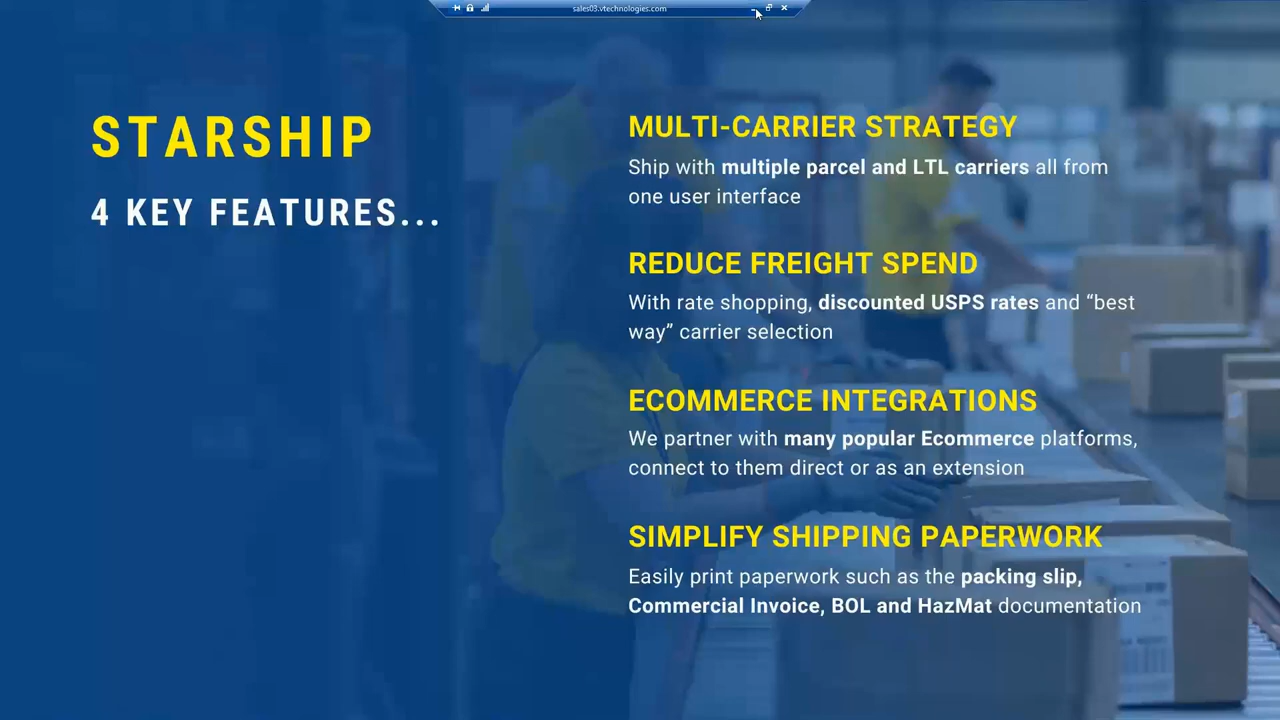 sales03.vtechnologies.com
STARSHIP
4 KEY FEATURES...
MULTI-CARRIER STRATEGY
Ship with multiple parcel and LTL carriers all from
one user interface
REDUCE FREIGHT SPEND
With rate shopping, discounted USPS rates and “best
way” carrier selection
ECOMMERCE INTEGRATIONS
We partner with many popular Ecommerce platforms,
connect to them direct or as an extension
SIMPLIFY SHIPPING PAPERWORK
Easily print paperwork such as the packing slip,
Commercial Invoice, BOL and HazMat documentation